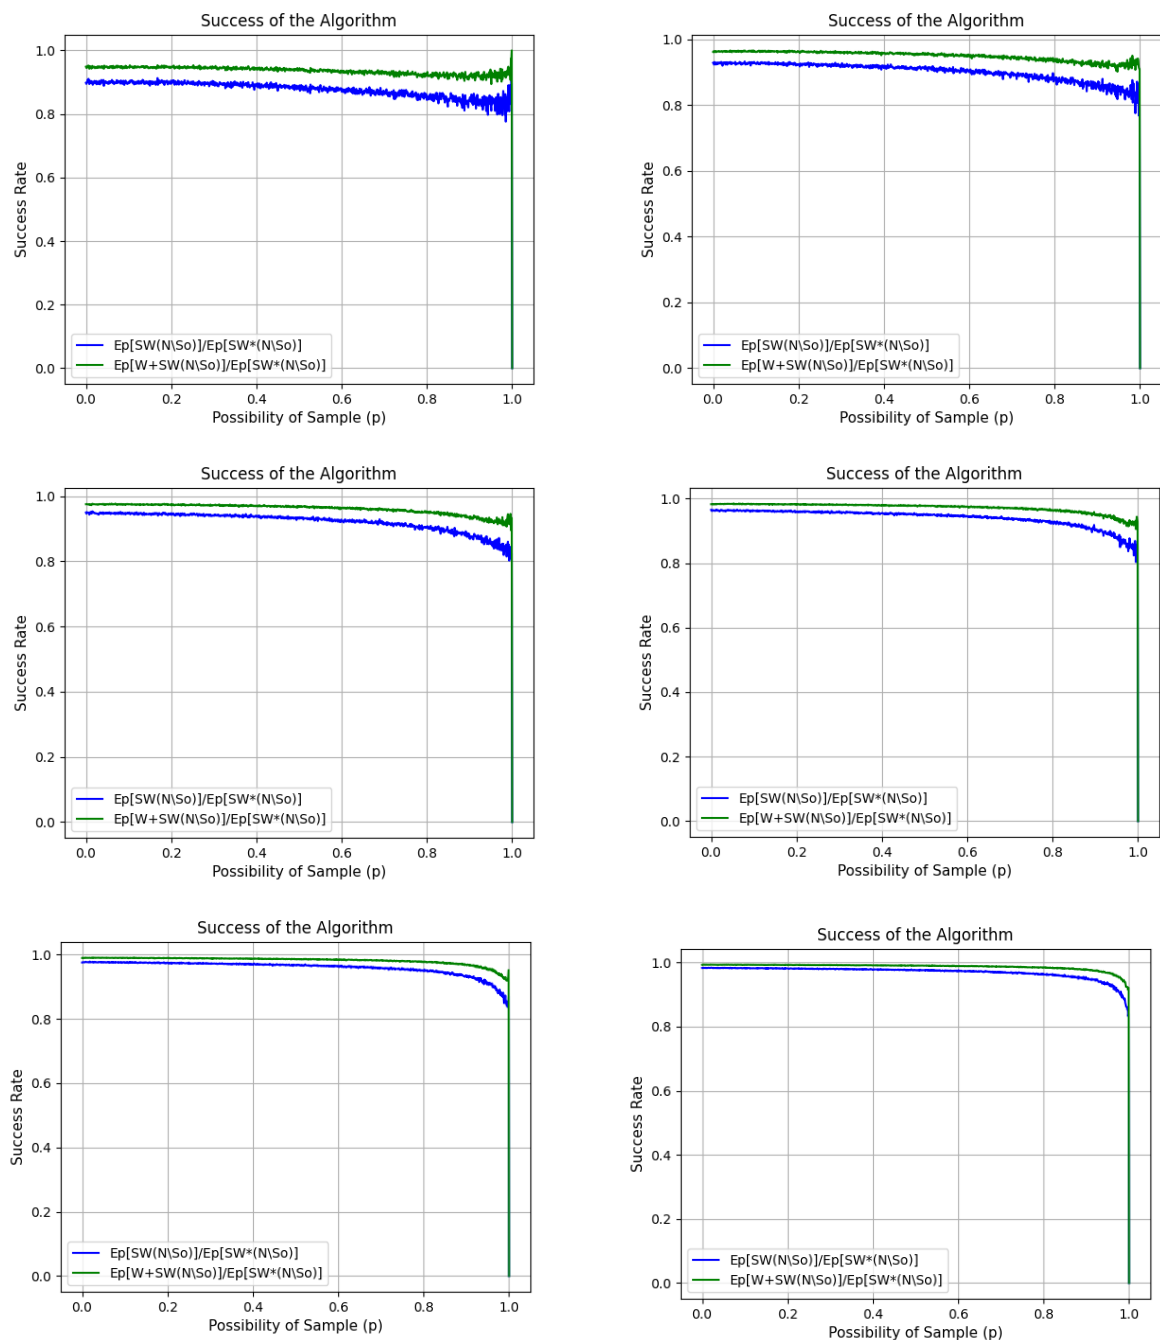 Success of the Algorithm
Success Rate
1.0
0.8
0.6
0.4
0.2
0.0
Ep[SW(N\So)]/Ep[SW*(N\So)]
Ep[W+SW(N\So)]/Ep[SW*(N\So)]
0.0 0.2 0.4 0.6 0.8 1.0
Possibility of Sample (p)
Success of the Algorithm
Success Rate
1.0
0.8
0.6
0.4
0.2
0.0
Ep[SW(N\So)]/Ep[SW*(N\So)]
Ep[W+SW(N\So)]/Ep[SW*(N\So)]
0.0 0.2 0.4 0.6 0.8 1.0
Possibility of Sample (p)
Success of the Algorithm
Success Rate
1.0
0.8
0.6
0.4
0.2
0.0
Ep[SW(N\So)]/Ep[SW*(N\So)]
Ep[W+SW(N\So)]/Ep[SW*(N\So)]
0.0 0.2 0.4 0.6 0.8 1.0
Possibility of Sample (p)
Success of the Algorithm
Success Rate
1.0
0.8
0.6
0.4
0.2
0.0
Ep[SW(N\So)]/Ep[SW*(N\So)]
Ep[W+SW(N\So)]/Ep[SW*(N\So)]
0.0 0.2 0.4 0.6 0.8 1.0
Possibility of Sample (p)
Success of the Algorithm
Success Rate
1.0
0.8
0.6
0.4
0.2
0.0
Ep[SW(N\So)]/Ep[SW*(N\So)]
Ep[W+SW(N\So)]/Ep[SW*(N\So)]
0.0 0.2 0.4 0.6 0.8 1.0
Possibility of Sample (p)
Success of the Algorithm
Success Rate
1.0
0.8
0.6
0.4
0.2
0.0
Ep[SW(N\So)]/Ep[SW*(N\So)]
Ep[W+SW(N\So)]/Ep[SW*(N\So)]
0.0 0.2 0.4 0.6 0.8 1.0
Possibility of Sample (p)